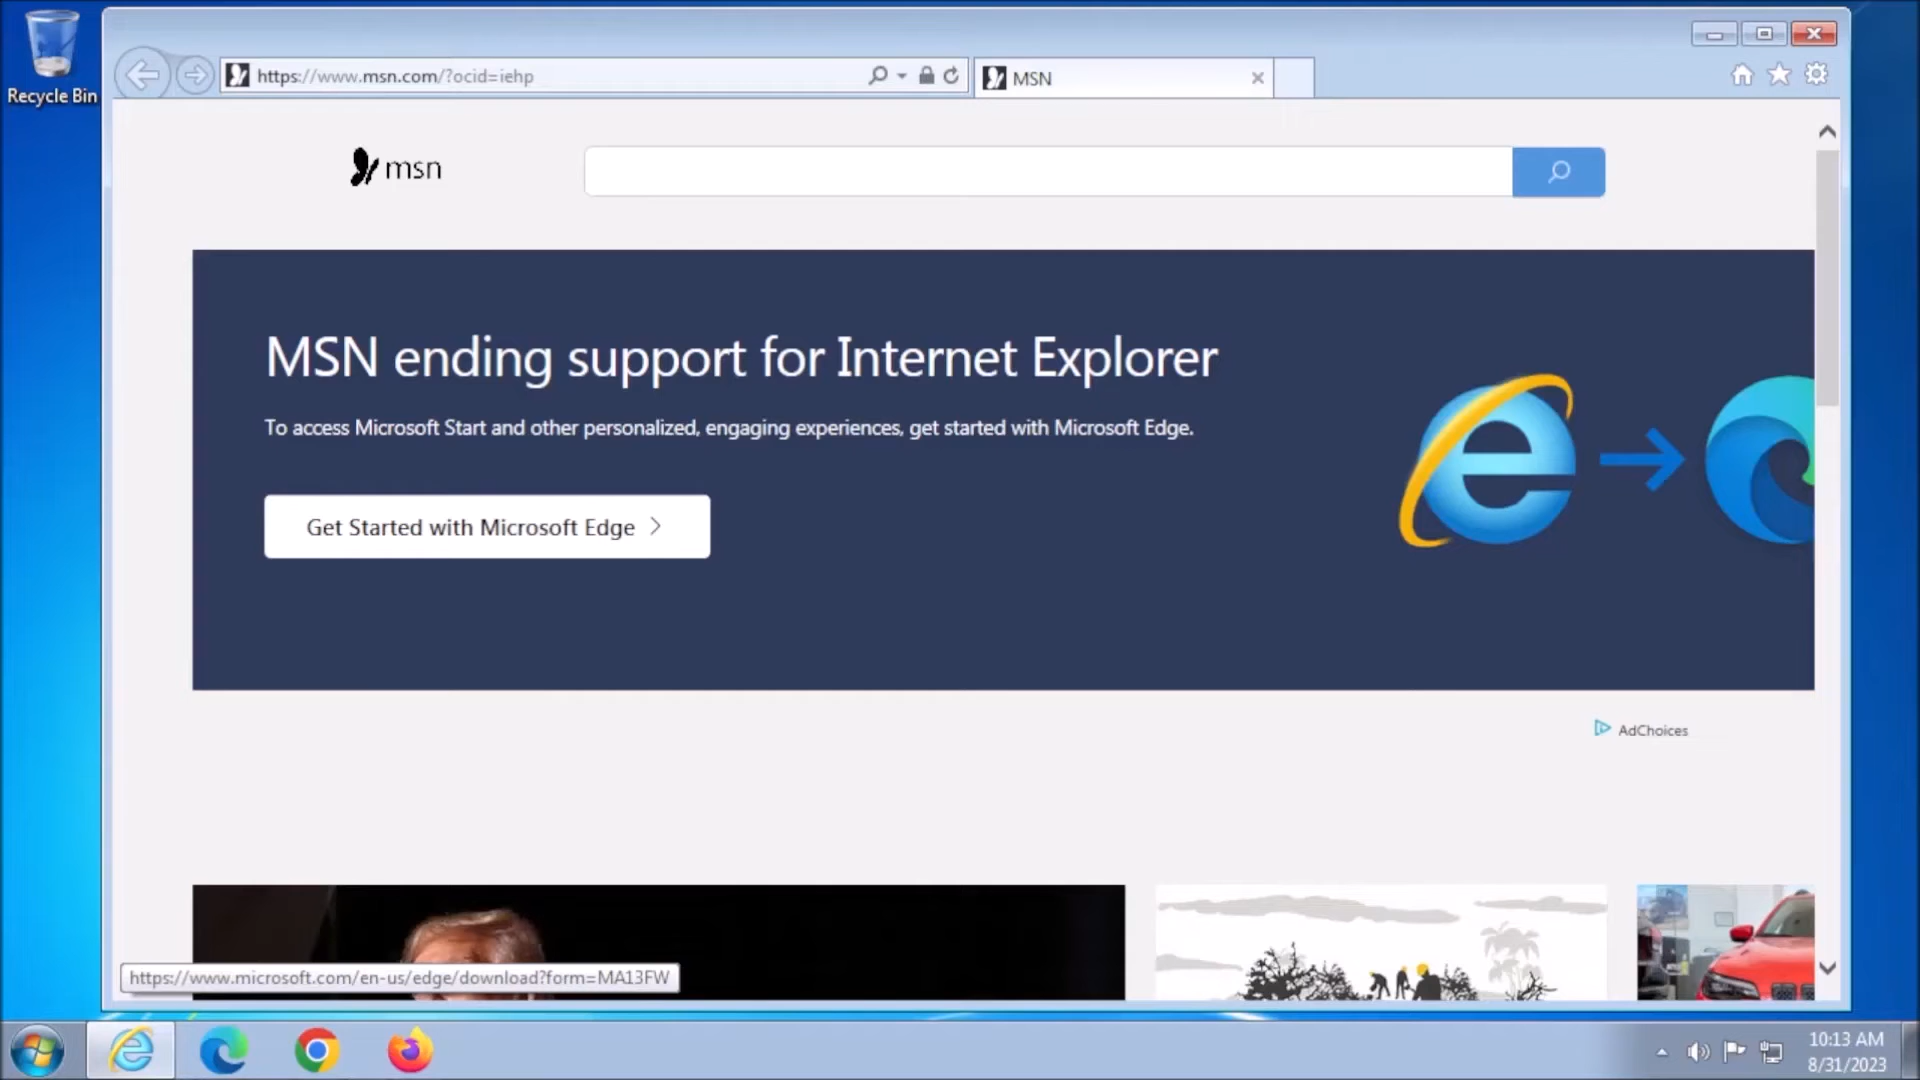 Recycle Bin
https://www.msn.com/?ocid=iehp
MSN
msn
MSN ending support for Internet Explorer
To access Microsoft Start and other personalized, engaging experiences, get started with Microsoft Edge.
Get Started with Microsoft Edge
AdChoices
https://www.microsoft.com/en-us/edge/download?form=MA13FW
10:13 AM
8/31/2023